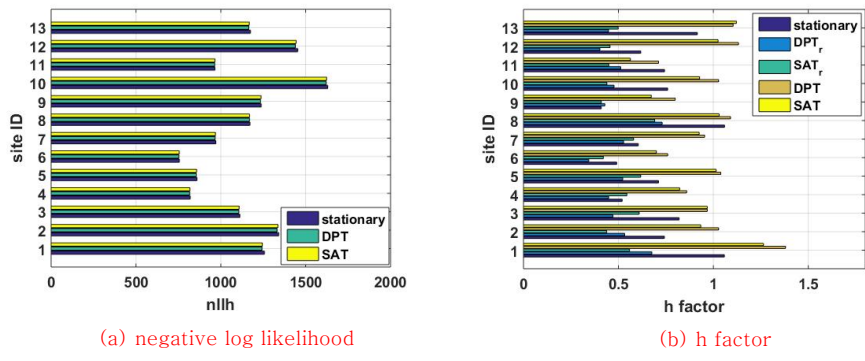 site ID
13
12
11
10
9
8
7
6
5
4
3
2
1
stationary
DPT
SAT
0 500 1000 1500 2000
nllh
(a) negative log likelihood
site ID
13
12
11
10
9
8
7
6
5
4
3
2
1
stationary
DPTr
SATr
DPT
SAT
0 0.5 1 1.5
h factor
(b) h factor